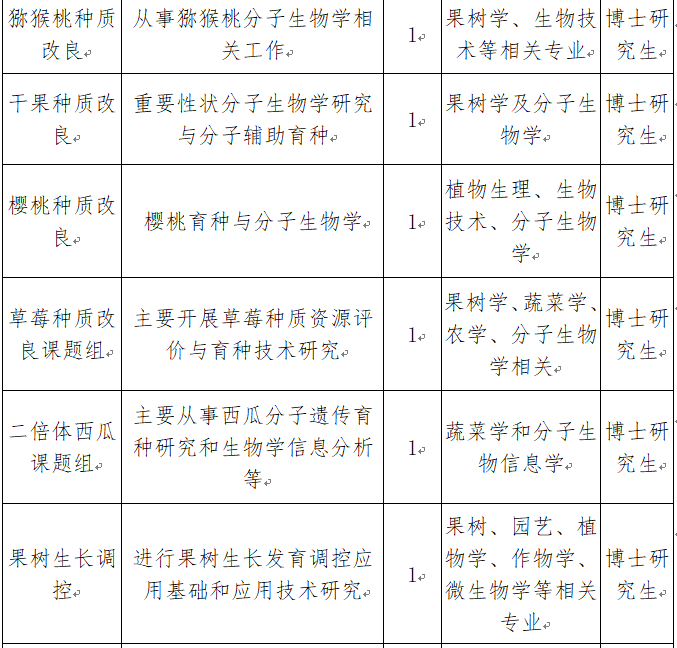 猕猴桃种质改良
从事猕猴桃分子生物学相关工作
1
果树学、生物技术等相关专业
博士研究生
干果种质改良
重要性状分子生物学研究与分子辅助育种
1
果树学及分子生物学
博士研究生
樱桃种质改良
樱桃育种与分子生物学
1
植物生理、生物技术、分子生物学
博士研究生
草莓种质改良课题组
主要开展草莓种质资源评价与育种技术研究
1
果树学、蔬菜学、农学、分子生物学相关
博士研究生
二倍体西瓜课题组
主要从事西瓜分子遗传育种研究和生物学信息分析等
1
蔬菜学和分子生物信息学
博士研究生
果树生长调控
进行果树生长发育调控应用基础和应用技术研究
1
果树、园艺、植物学、作物学、微生物学等相关专业
博士研究生